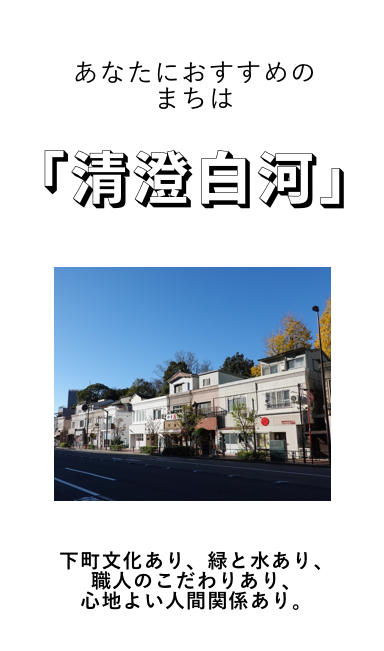 あなたにおすすめの
まちは
「清澄白河」
下町文化あり、緑と水あり、
職人のこだわりあり、
心地よい人間関係あり。